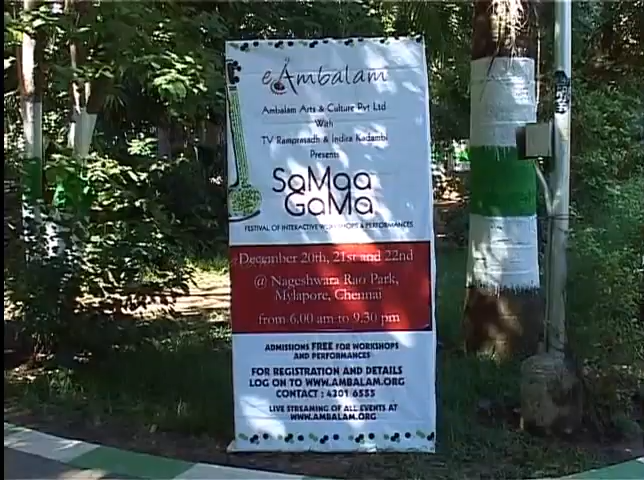 eAmbalam
Ambalam Arts & Culture Pvt Ltd
With
TV Ramprasadh & Indira Kadambi
Presents
SaMaa
GaMa
FESTIVAL OF INTERACTIVE WORKSHOPS & PERFORMANCES
December 20th, 21st and 22nd
@ Nageshwara Rao Park,
Mylapore, Chennai
from 6.00 am to 9.30 pm
ADMISSIONS FREE FOR WORKSHOPS
AND PERFORMANCES
FOR REGISTRATION AND DETAILS
LOG ON TO WWW.AMBALAM.ORG
CONTACT : 4301 6555
LIVE STREAMING OF ALL EVENTS AT
WWW.AMBALAM.ORG